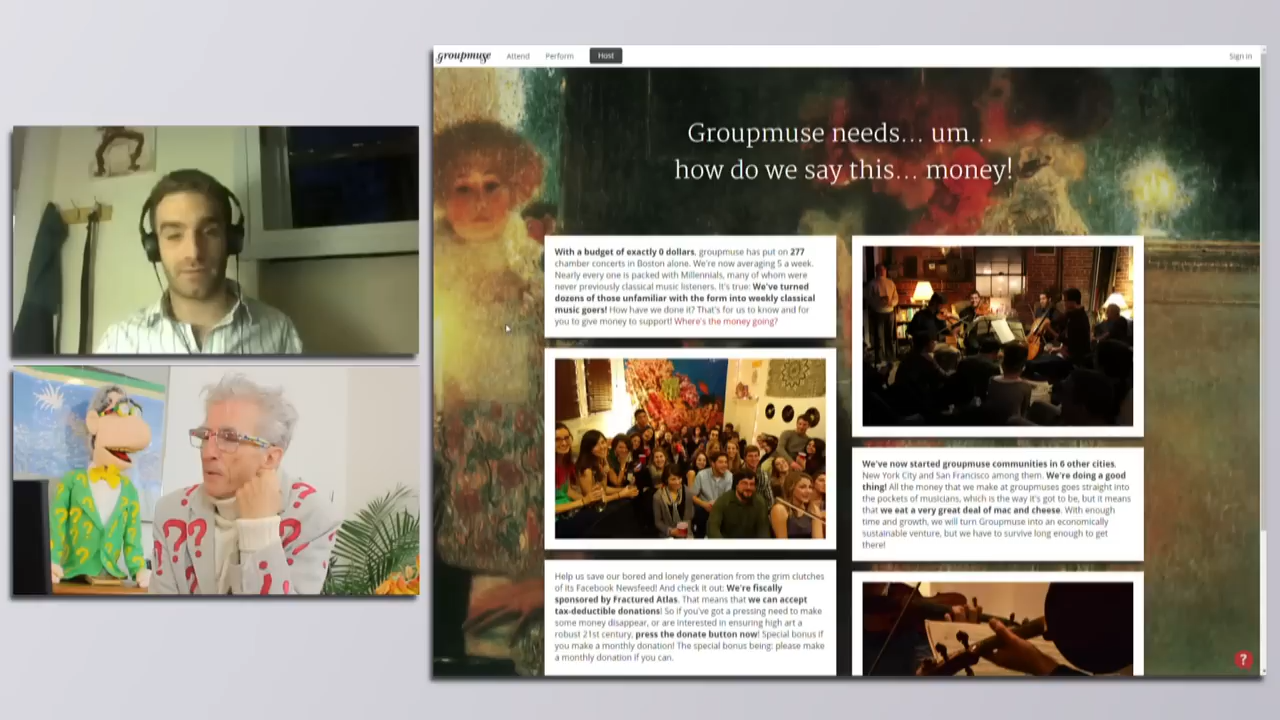 groupmuse Attend Perform Host Sign in
Groupmuse needs... um...
how do we say this... money!
With a budget of exactly 0 dollars, groupmuse has put on 277
chamber concerts in Boston alone. We're now averaging 5 a week.
Nearly every one is packed with Millennials, many of whom were
never previously classical music listeners. It's true: We've turned
dozens of those unfamiliar with the form into weekly classical
music goers! How have we done it? That's for us to know and for
you to give money to support! Where's the money going?
We've now started groupmuse communities in 6 other cities,
New York City and San Francisco among them. We're doing a good
thing! All the money that we make at groupmuses goes straight into
the pockets of musicians, which is the way it's got to be, but it means
that we eat a very great deal of mac and cheese. With enough
time and growth, we will turn Groupmuse into an economically
sustainable venture, but we have to survive long enough to get
there!
Help us save our bored and lonely generation from the grim clutches
of its Facebook Newsfeed! And check it out: We're fiscally
sponsored by Fractured Atlas. That means that we can accept
tax-deductible donations! So if you've got a pressing need to make
some money disappear, or are interested in ensuring high art a
robust 21st century, press the donate button now! Special bonus if
you make a monthly donation! The special bonus being: please make
a monthly donation if you can.
?